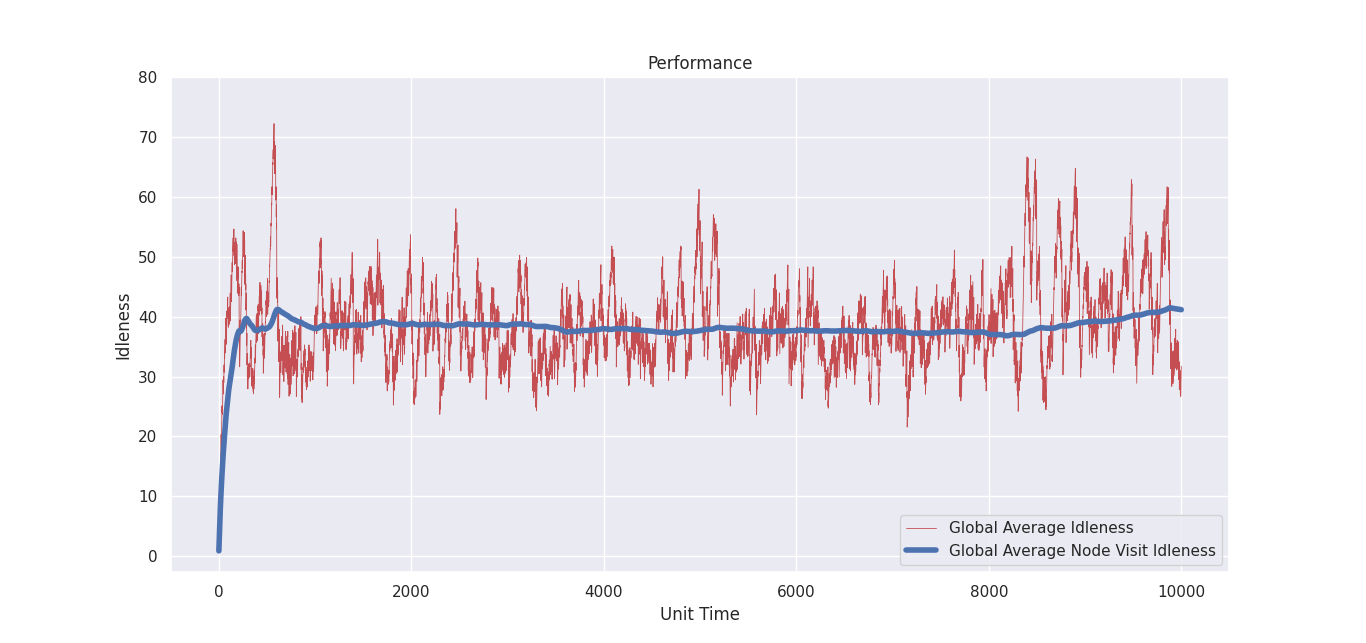 Performance
80
70
60
50
40
30
20
10
0
Idleness
0 2000 4000 6000 8000 10000
Unit Time
Global Average Idleness
Global Average Node Visit Idleness